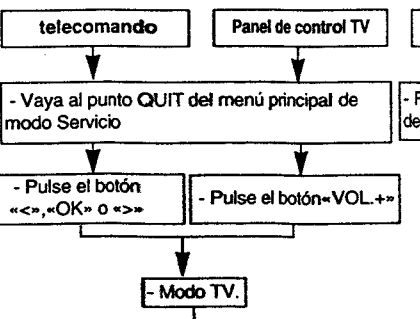 telecomando
Panel de control TV
- Vaya al punto QUIT del menú principal de
modo Servicio
- Pulse el botón
«<»,«OK» o «>»
- Pulse el botón«VOL.+»
- Modo TV.